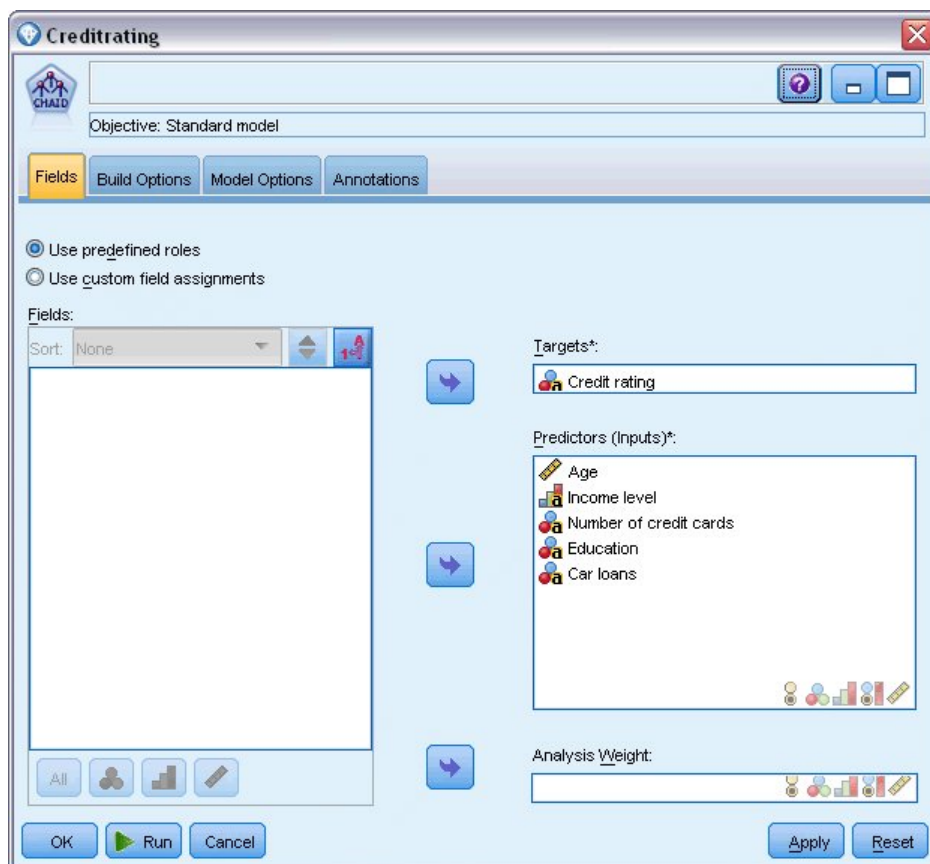 Creditrating
CHAID
Objective: Standard model
Fields Build Options Model Options Annotations
Use predefined roles
Use custom field assignments
Fields:
Sort: None
A
1
Targets*:
a Credit rating
Predictors (Inputs)*:
Age
a Income level
a Number of credit cards
a Education
a Car loans
All
Analysis Weight:
OK Run Cancel Apply Reset